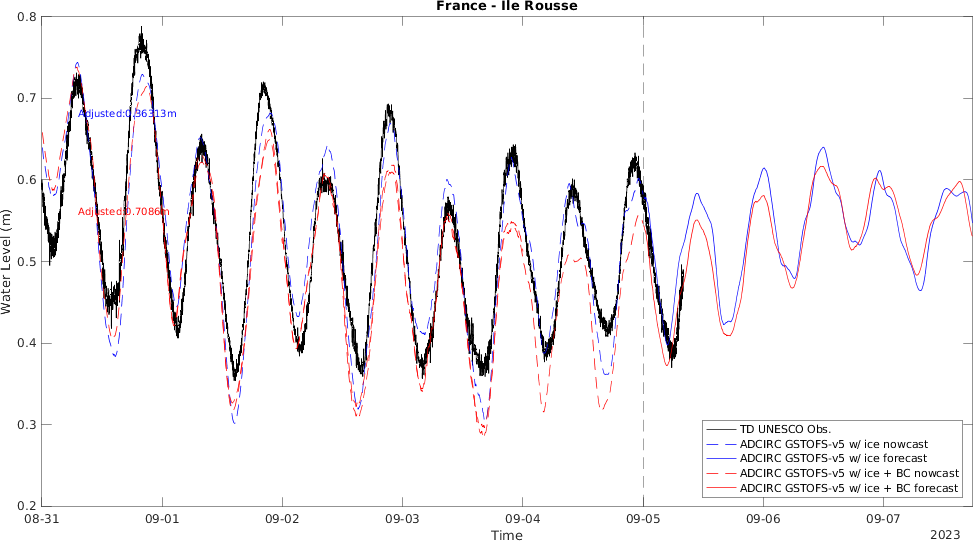 France - Ile Rousse
0.8
0.7
0.6
0.5
0.4
0.3
0.2
Water Level (m)
Adjusted:0.36313m
Adjusted:0.7086m
TD UNESCO Obs.
ADCIRC GSTOFS-v5 w/ ice nowcast
ADCIRC GSTOFS-v5 w/ ice forecast
ADCIRC GSTOFS-v5 w/ ice + BC nowcast
ADCIRC GSTOFS-v5 w/ ice + BC forecast
08-31 09-01 09-02 09-03 09-04 09-05 09-06 09-07
Time
2023